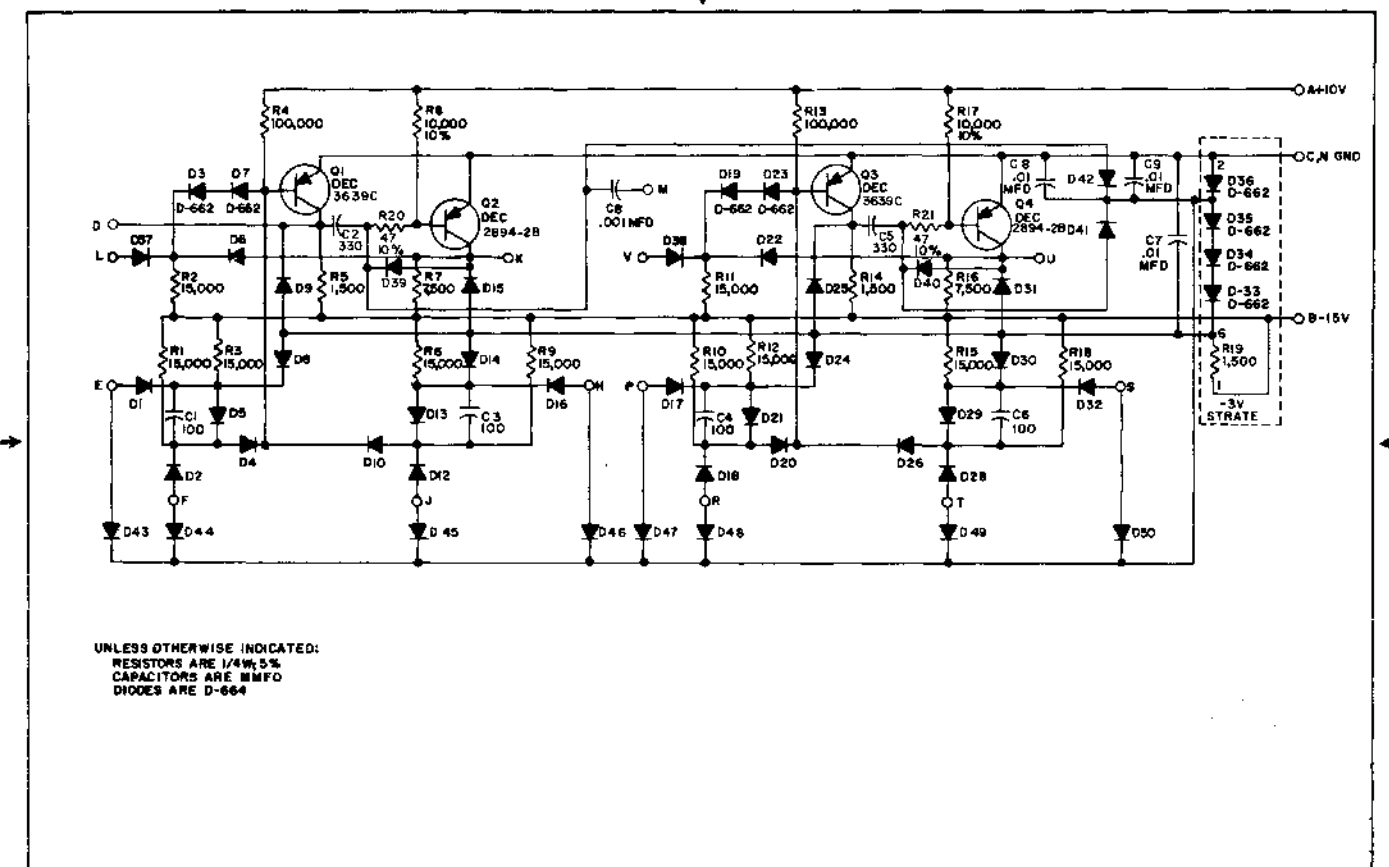 A+10V
R4
100,000
R8
10,000
10%
R13
100,000
R17
10,000
10%
C,N GND
Q1
DEC
3639C
D3
D-662
D7
D-662
C8
.001MFD
M
Q2
DEC
2894-2B
D19
D-662
D23
D-662
Q3
DEC
3639C
Q4
DEC
2894-2B
C8
.01
MFD
D42
C9
.01
MFD
2
D36
D-662
D35
D-662
D34
D-662
D-33
D-662
D
C2
330
R20
47
10%
C5
330
R21
47
10%
D41
C7
.01
MFD
L
D37
D6
K
V
D38
D22
U
R2
15,000
D9
R5
1,500
D39
R7
7,500
D15
R11
15,000
D25
R14
1,500
D40
R16
7,500
D31
B-15V
R1
15,000
R3
15,000
D8
R6
15,000
D14
R9
15,000
R10
15,000
R12
15,000
D24
R15
15,000
D30
R18
15,000
6
R19
1,500
1
-3V
STRATE
E
D1
C1
100
D5
D13
C3
100
D16
H
P
D17
C4
100
D21
D29
C6
100
D32
S
D4
D10
D20
D26
D2
D12
D18
D28
F
J
R
T
D43
D44
D45
D46
D47
D48
D49
D50
UNLESS OTHERWISE INDICATED:
RESISTORS ARE 1/4W; 5%
CAPACITORS ARE MMFD
DIODES ARE D-664